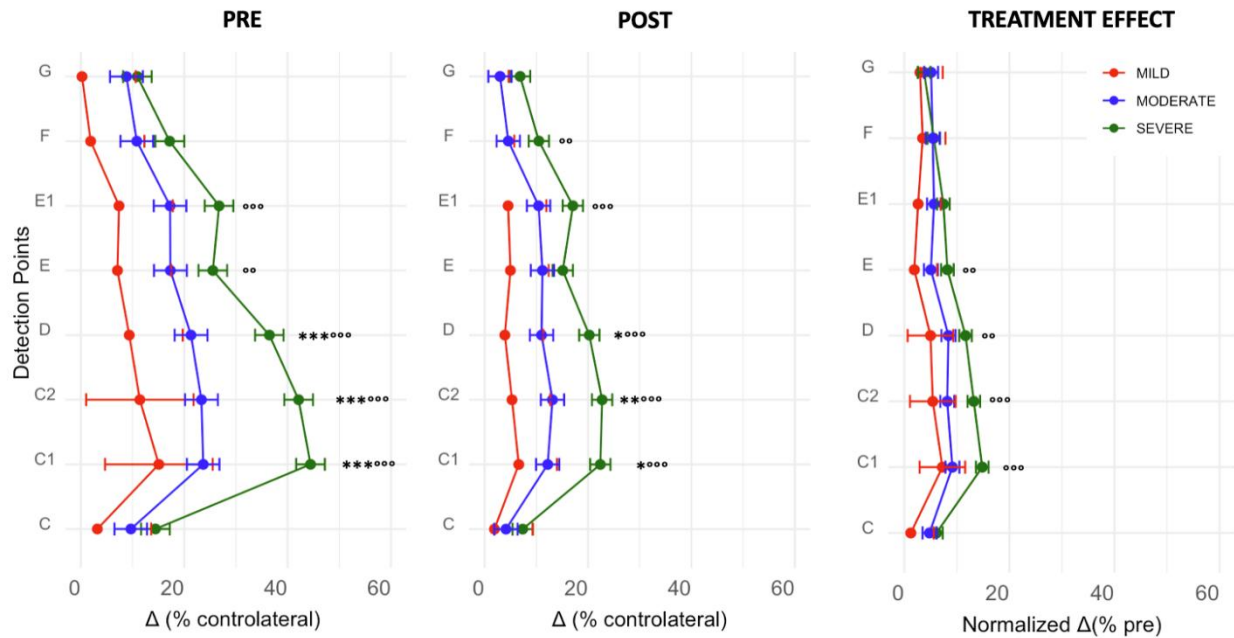 PRE
POST
TREATMENT EFFECT
Detection Points
G
F
E1
E
D
C2
C1
C
°°°
°°
***°°°
***°°°
***°°°
0 20 40 60
Δ (% controlateral)
G
F
E1
E
D
C2
C1
C
°°
°°°
*°°°
**°°°
*°°°
0 20 40 60
Δ (% controlateral)
G
F
E1
E
D
C2
C1
C
°°
°°
°°°
°°°
MILD
MODERATE
SEVERE
0 20 40 60
Normalized Δ(% pre)